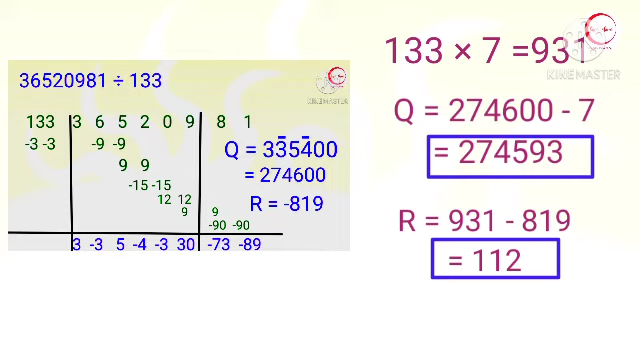 36520981 ÷ 133
133 3 6 5 2 0 9 8 1
-3 -3 -9 -9
9 9
-15 -15
12 12
9 9
-90 -90
3 -3 5 -4 -3 30 -73 -89
Q = 33̄54̄00
= 274600
R = -819
133 × 7 =931
KINEMASTER
Q = 274600 - 7
= 274593
R = 931 - 819
= 112